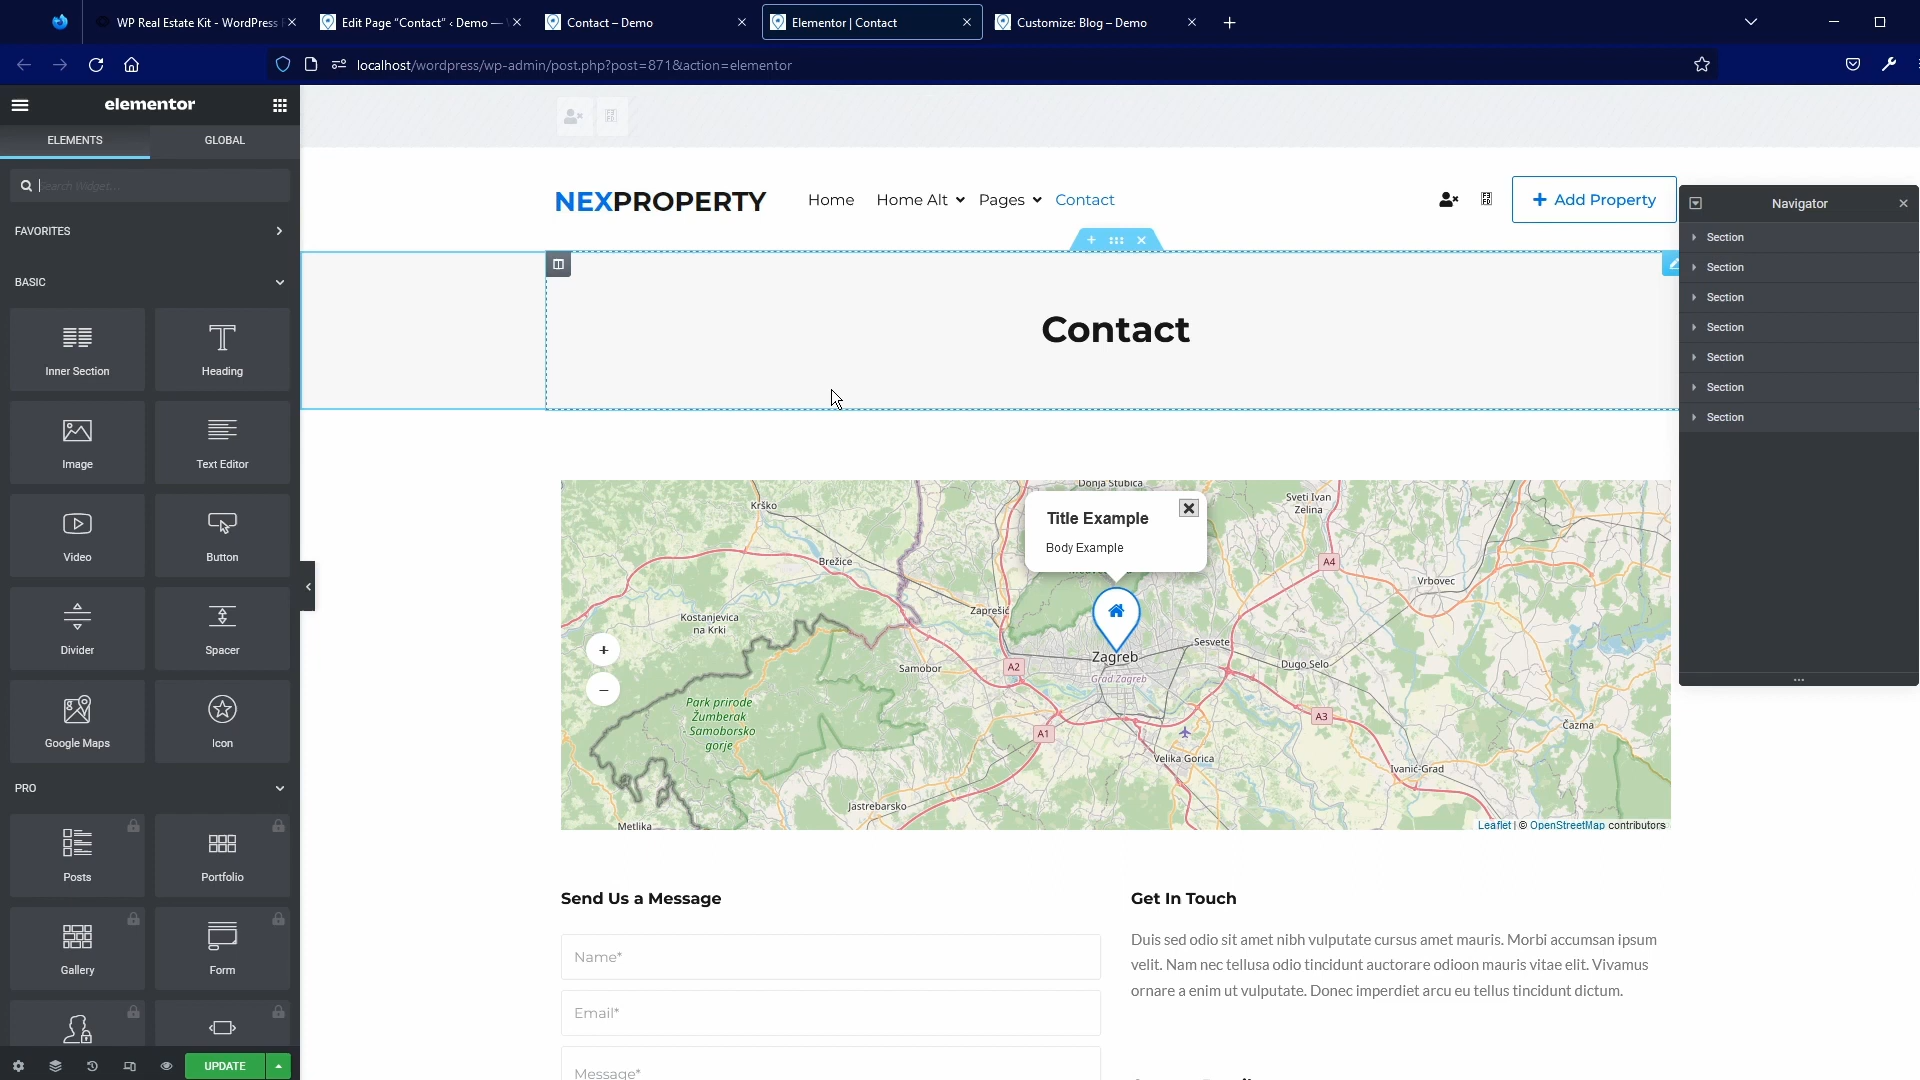 WP Real Estate Kit - WordPress
Edit Page “Contact” ‹ Demo —
Contact – Demo
Elementor | Contact
Customize: Blog – Demo
localhost/wordpress/wp-admin/post.php?post=871&action=elementor
elementor
ELEMENTS
GLOBAL
Search Widget...
FAVORITES
BASIC
Inner Section
Heading
Image
Text Editor
Video
Button
Divider
Spacer
Google Maps
Icon
PRO
Posts
Portfolio
Gallery
Form
UPDATE
NEXPROPERTY
Home
Home Alt
Pages
Contact
Add Property
Contact
Navigator
Section
Section
Section
Section
Section
Section
Section
Title Example
Body Example
Donja Stubica
Krško
Sveti Ivan
Zelina
Brežice
A4
Vrbovec
Zaprešić
Kostanjevica
na Krki
Sesvete
Zagreb
Grad Zagreb
Samobor
A2
Dugo Selo
Park prirode
Žumberak
- Samoborsko
gorje
A3
A1
Čazma
Velika Gorica
Ivanić-Grad
Jastrebarsko
Metlika
Leaflet | © OpenStreetMap contributors
Send Us a Message
Name*
Email*
Message*
Get In Touch
Duis sed odio sit amet nibh vulputate cursus amet mauris. Morbi accumsan ipsum
velit. Nam nec tellusa odio tincidunt auctorare odioon mauris vitae elit. Vivamus
ornare a enim ut vulputate. Donec imperdiet arcu eu tellus tincidunt dictum.